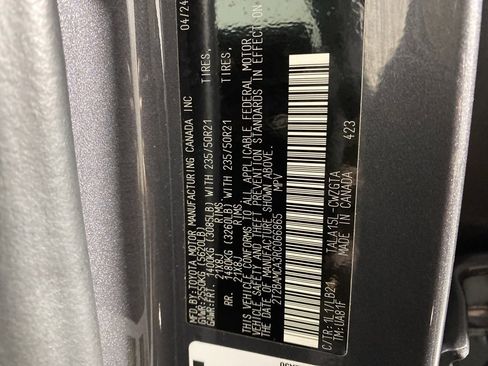 04/24
MFD.BY:TOYOTA MOTOR MANUFACTURING CANADA INC
GVWR:2550KG(5620LB)
GAWR:FRT. 1400KG(3085LB)WITH 235/50R21 TIRES,
21X8J RIMS,
RR. 1480KG(3260LB)WITH 235/50R21 TIRES,
21X8J RIMS,
THIS VEHICLE CONFORMS TO ALL APPLICABLE FEDERAL MOTOR
VEHICLE SAFETY AND THEFT PREVENTION STANDARDS IN EFFECTION
THE DATE OF MANUFACTURE SHOWN ABOVE.
2T2BAMCA3RC066865 MPV
C/TR:1L1/LB21 TALA15L-CWZGTA
TM:UA81F MADE IN CANADA 423